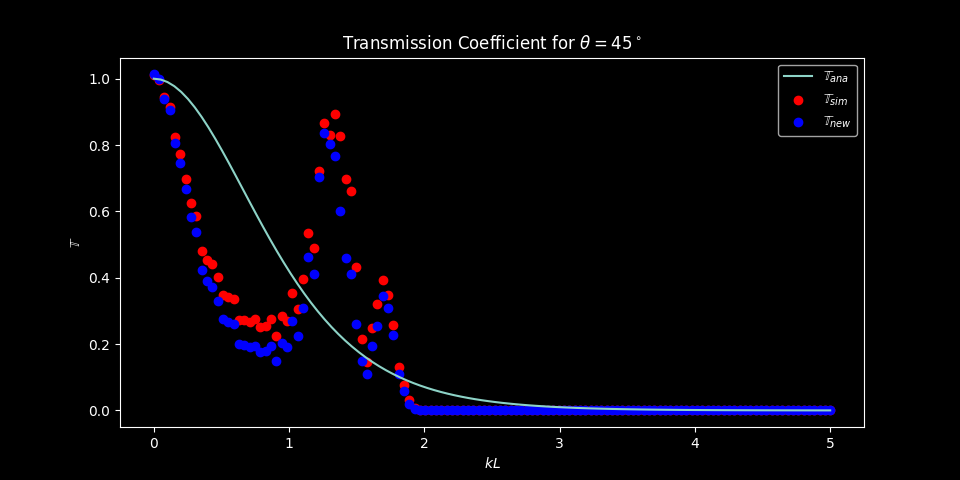 Transmission Coefficient for θ = 45°
𝕋ana
𝕋sim
𝕋new
1.0
0.8
0.6
0.4
0.2
0.0
𝕋
0 1 2 3 4 5
kL